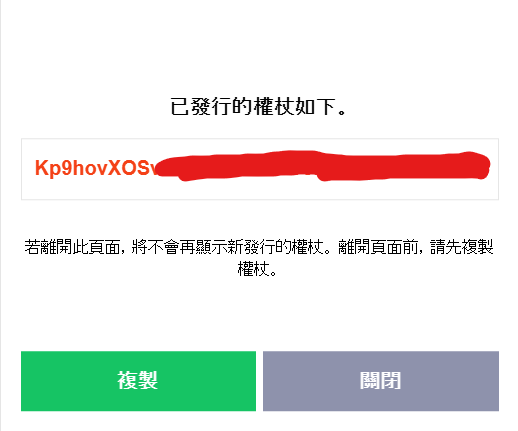 已發行的權杖如下。
Kp9hovXOS
若離開此頁面，將不會再顯示新發行的權杖。離開頁面前，請先複製
權杖。
複製
關閉